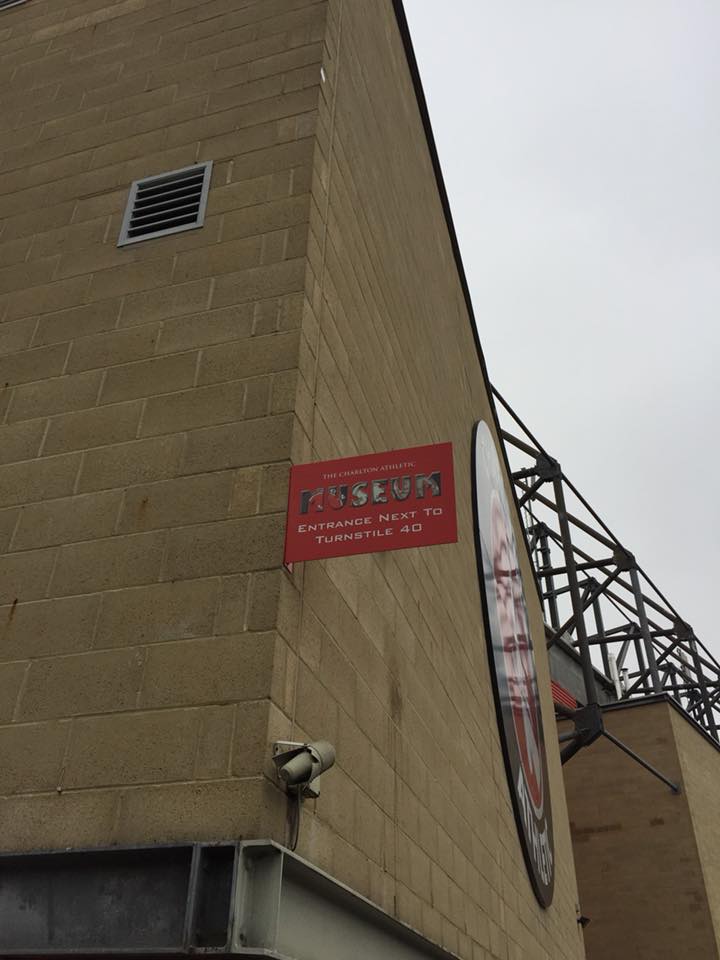 THE CHARLTON ATHLETIC
MUSEUM
ENTRANCE NEXT TO
TURNSTILE 40